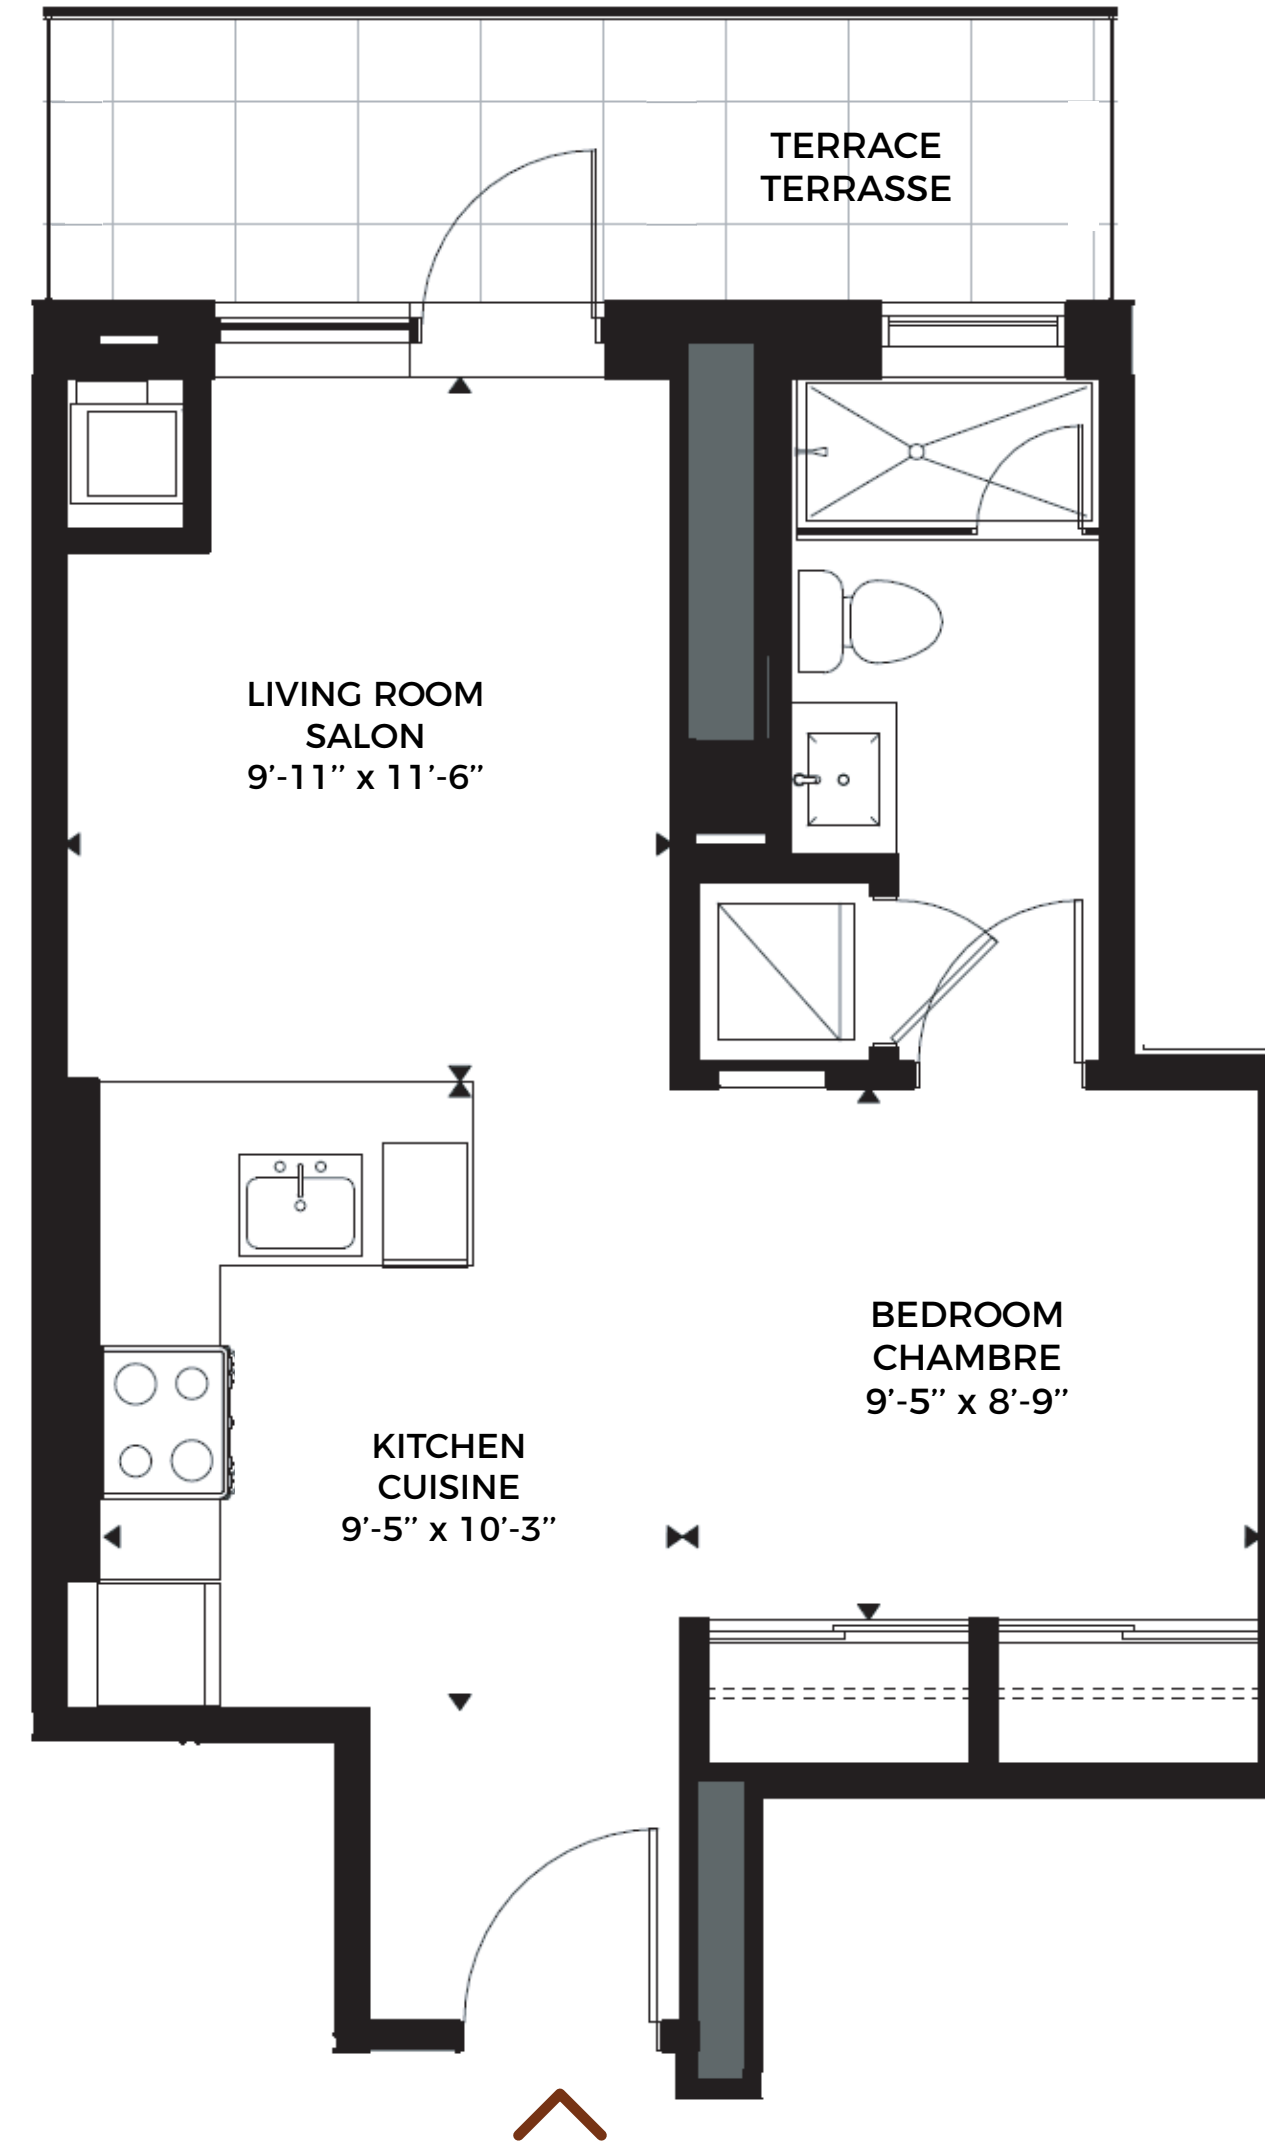 TERRACE
TERRASSE
LIVING ROOM
SALON
9’-11” x 11’-6”
BEDROOM
CHAMBRE
9’-5” x 8’-9”
KITCHEN
CUISINE
9’-5” x 10’-3”